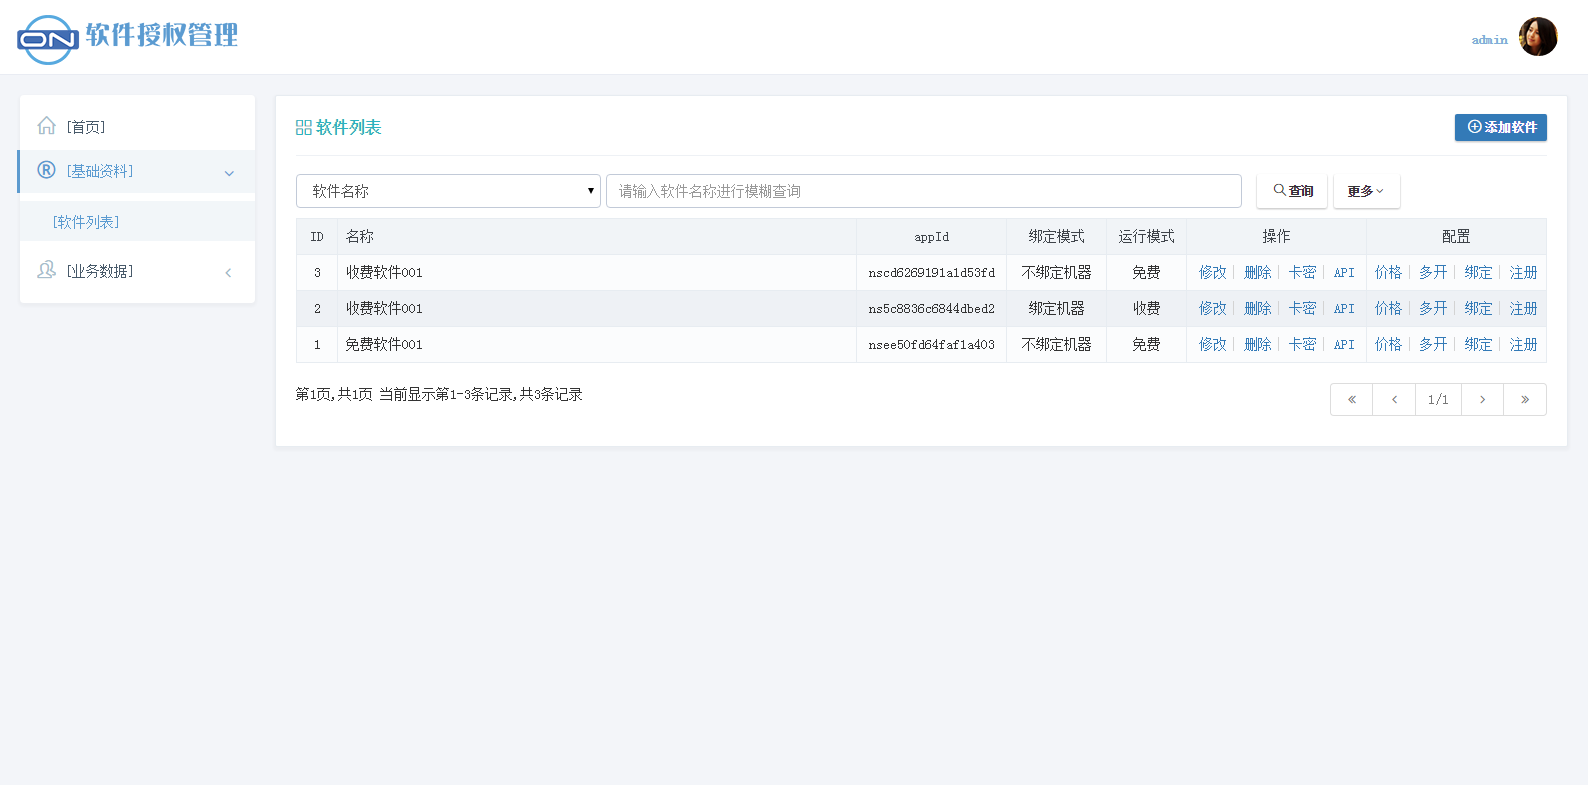 ON 软件授权管理
admin
[首页]
[基础资料]
[软件列表]
[业务数据]
软件列表
添加软件
软件名称 请输入软件名称进行模糊查询 查询 更多
ID 名称 appId 绑定模式 运行模式 操作 配置
3 收费软件001 nscd6269191a1d53fd 不绑定机器 免费 修改 删除 卡密 API 价格 多开 绑定 注册
2 收费软件001 ns5c8836c6844dbed2 绑定机器 收费 修改 删除 卡密 API 价格 多开 绑定 注册
1 免费软件001 nsee50fd64faf1a403 不绑定机器 免费 修改 删除 卡密 API 价格 多开 绑定 注册
第1页,共1页 当前显示第1-3条记录,共3条记录
« ‹ 1/1 › »